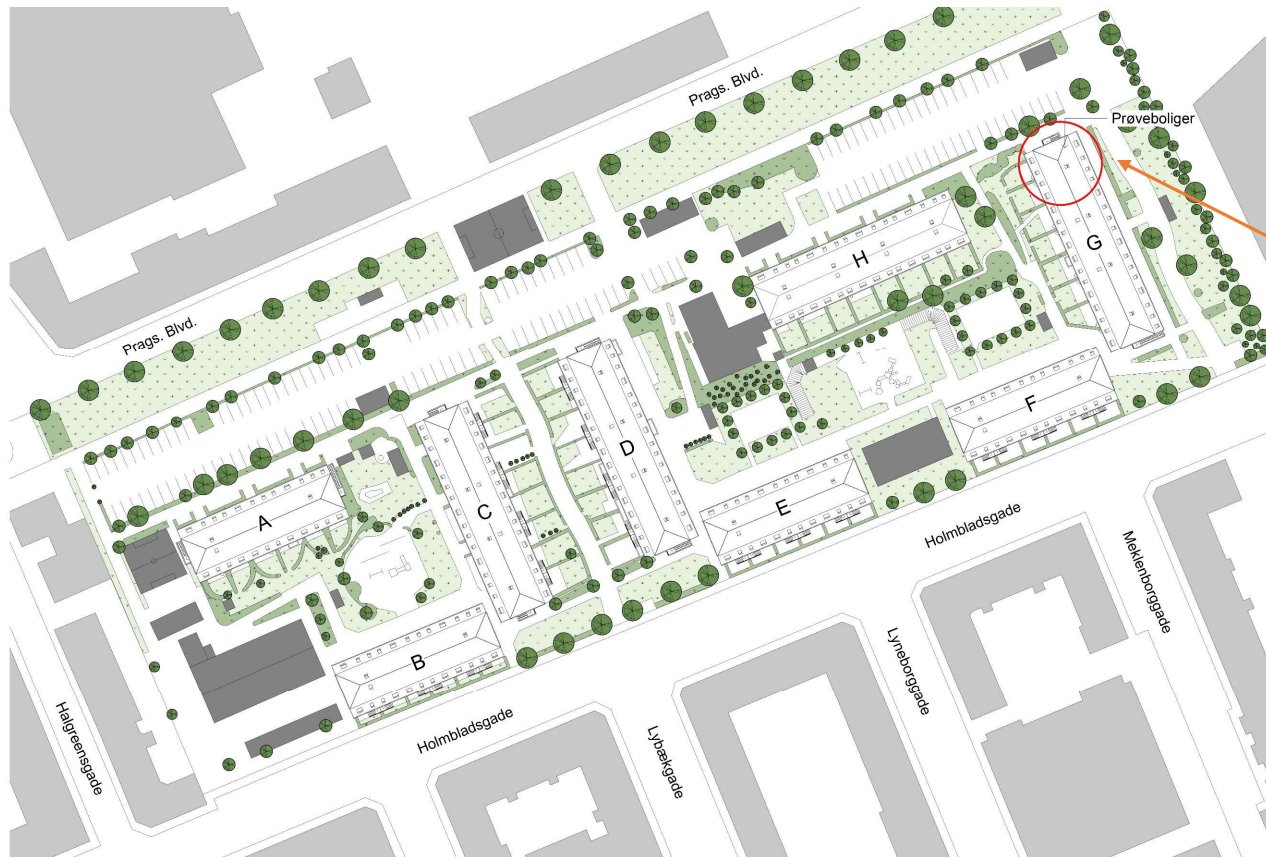 Prags. Blvd.
Prøveboliger
G
H
Prags. Blvd.
F
D
E
C
A
B
Holmbladsgade
Meklenborggade
Lyneborggade
Halgreensgade
Holmbladsgade
Lybækgade